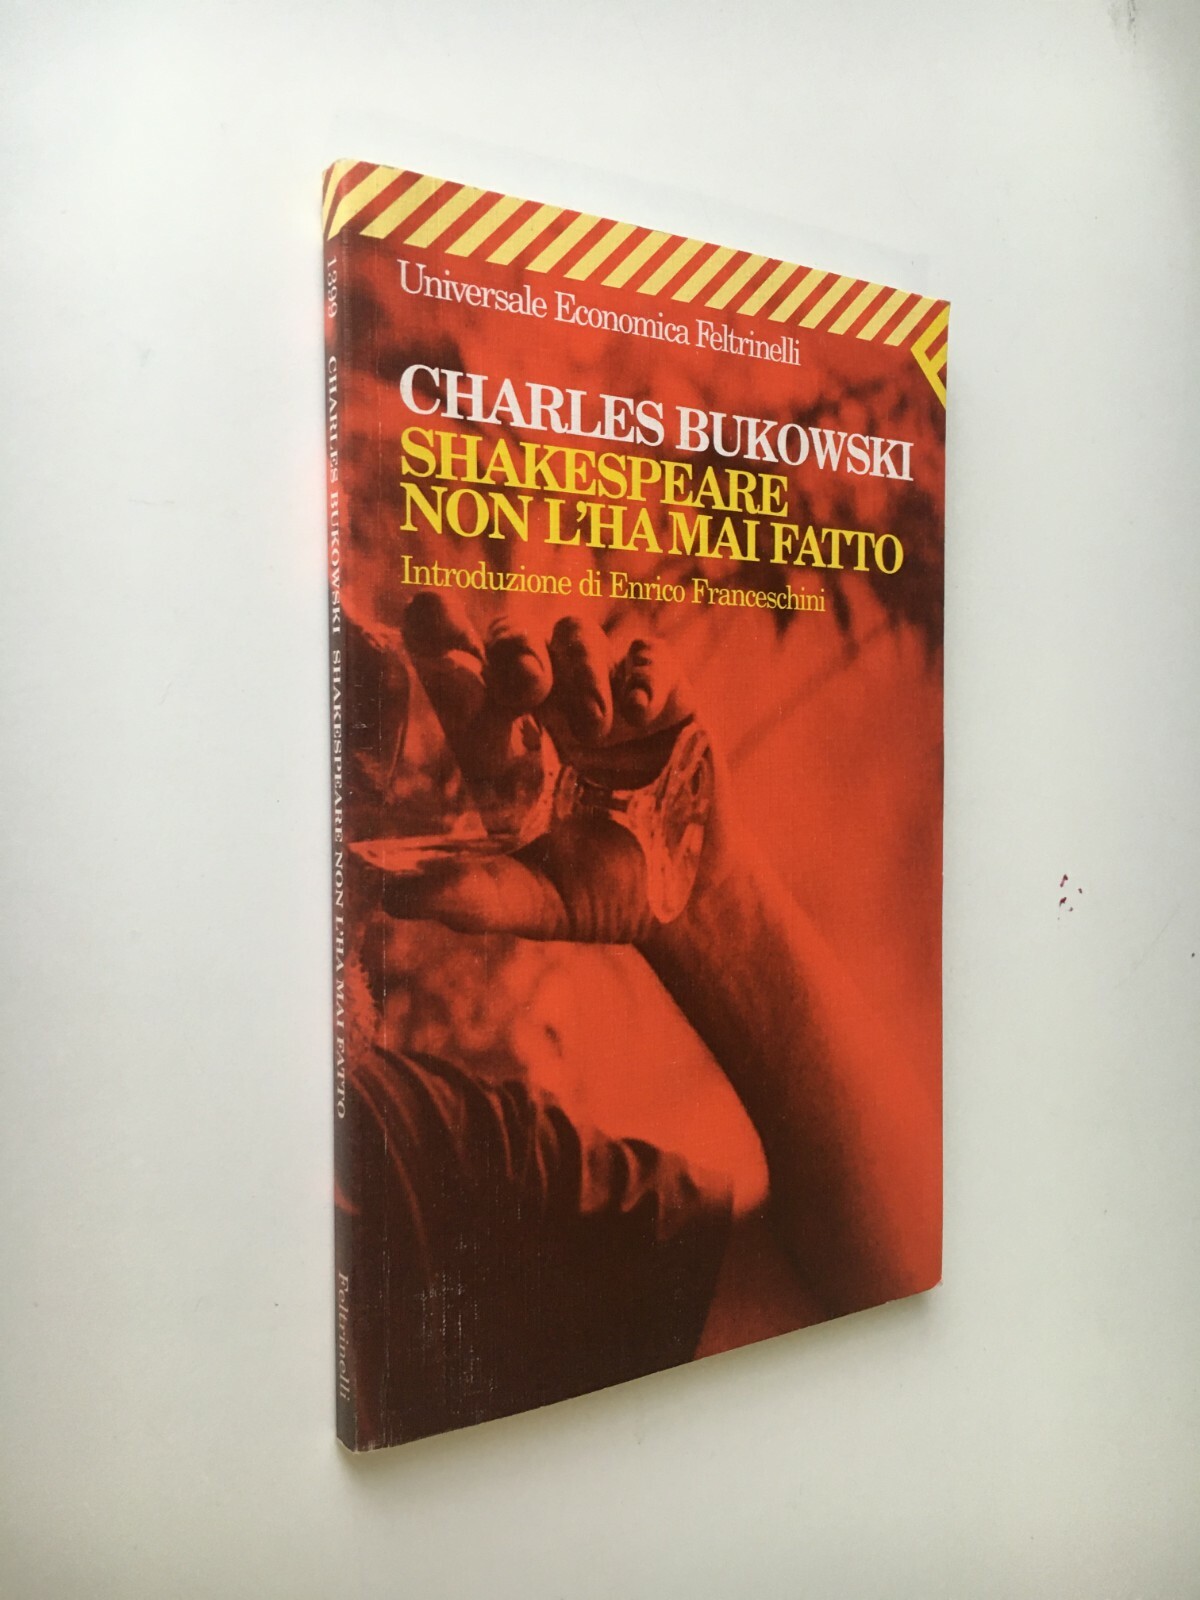 Universale Economica Feltrinelli
CHARLES BUKOWSKI
SHAKESPEARE
NON L'HA MAI FATTO
Introduzione di Enrico Franceschini
1299 CHARLES BUKOWSKI SHAKESPEARE NON L'HA MAI FATTO Feltrinelli